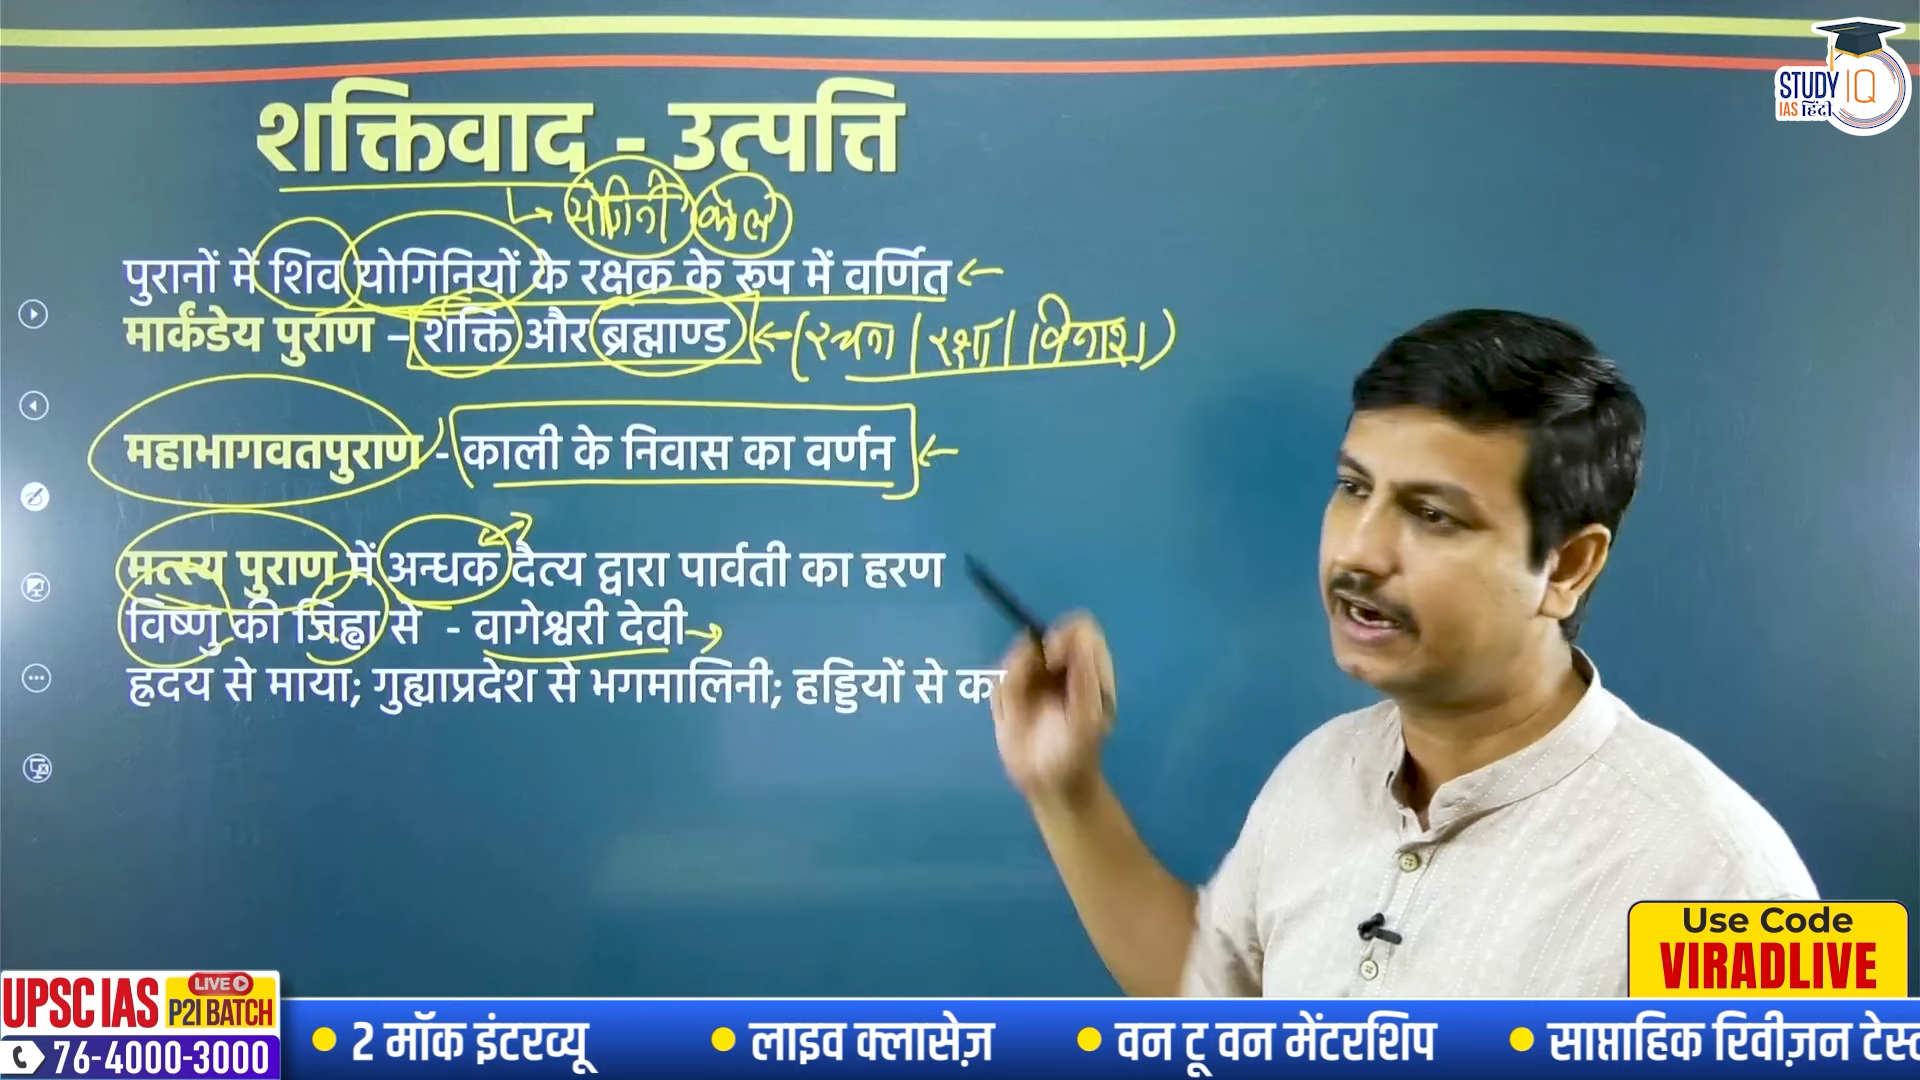 STUDY IQ
IAS हिंदी
शक्तिवाद - उत्पत्ति
योगिनी कौल
पुरानों में शिव योगिनियों के रक्षक के रूप में वर्णित
मार्कंडेय पुराण – शक्ति और ब्रह्माण्ड (रचना | रक्षा | विनाश)
महाभागवतपुराण - काली के निवास का वर्णन
मत्स्य पुराण में अन्धक दैत्य द्वारा पार्वती का हरण
विष्णु की जिह्वा से - वागेश्वरी देवी
ह्रदय से माया; गुह्याप्रदेश से भगमालिनी; हड्डियों से
Use Code
VIRADLIVE
UPSC IAS LIVE P2I BATCH
76-4000-3000
2 मॉक इंटरव्यू लाइव क्लासेज़ वन टू वन मेंटरशिप साप्ताहिक रिवीज़न